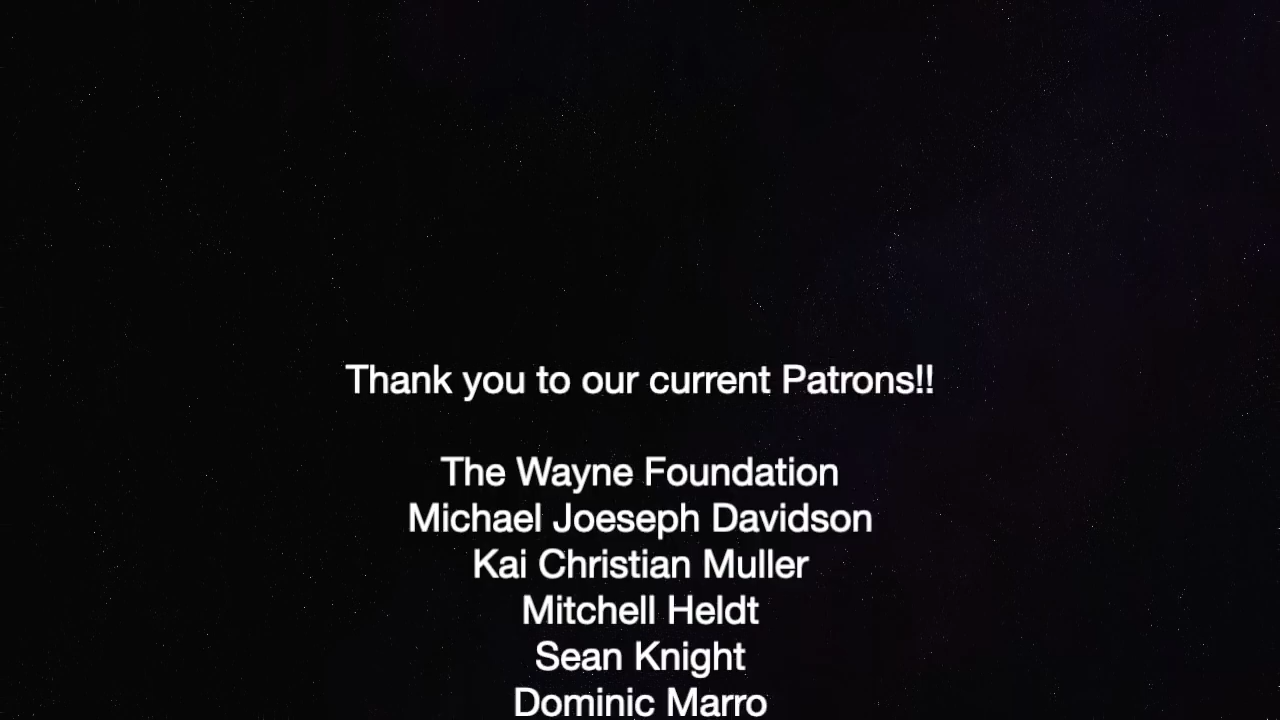 Thank you to our current Patrons!!
The Wayne Foundation
Michael Joeseph Davidson
Kai Christian Muller
Mitchell Heldt
Sean Knight
Dominic Marro